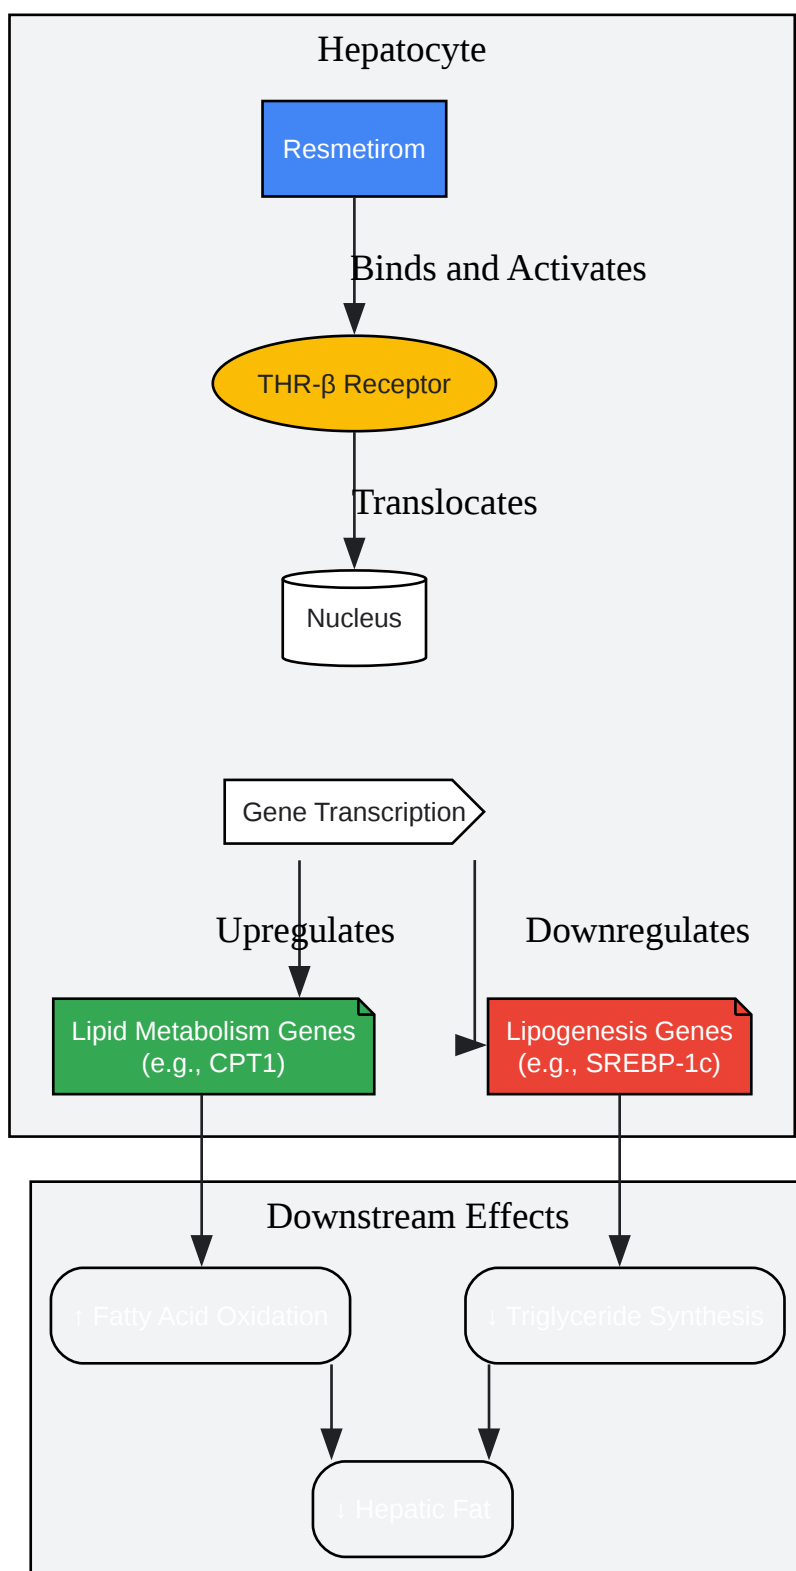 Hepatocyte
Resmetirom
Binds and Activates
THR-β Receptor
Translocates
Nucleus
Gene Transcription
Upregulates
Downregulates
Lipid Metabolism Genes
(e.g., CPT1)
Lipogenesis Genes
(e.g., SREBP-1c)
Downstream Effects
↑ Fatty Acid Oxidation
↓ Triglyceride Synthesis
↓ Hepatic Fat